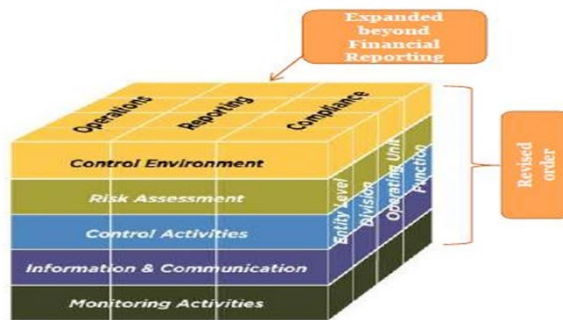 Expanded
beyond
Financial
Reporting
Operations
Reporting
Compliance
Control Environment
Risk Assessment
Control Activities
Information & Communication
Monitoring Activities
Entity Level
Division
Operating Unit
Function
Revised
order